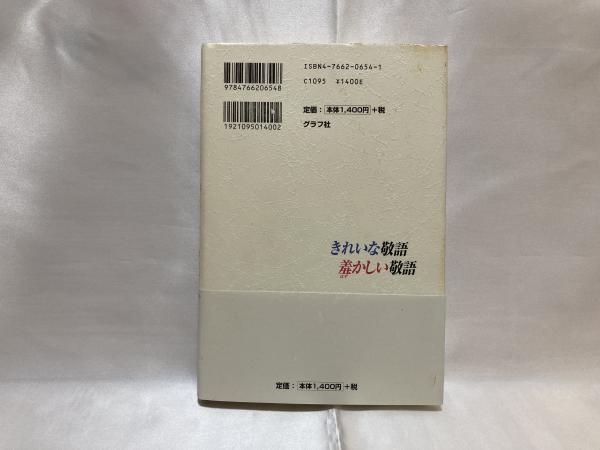 ISBN4-7662-0654-1
C1095 ¥1400E
9784766206548
定価:本体1,400円+税
1921095014002
グラフ社
きれいな敬語
羞かしい敬語
はず
定価:本体1,400円+税